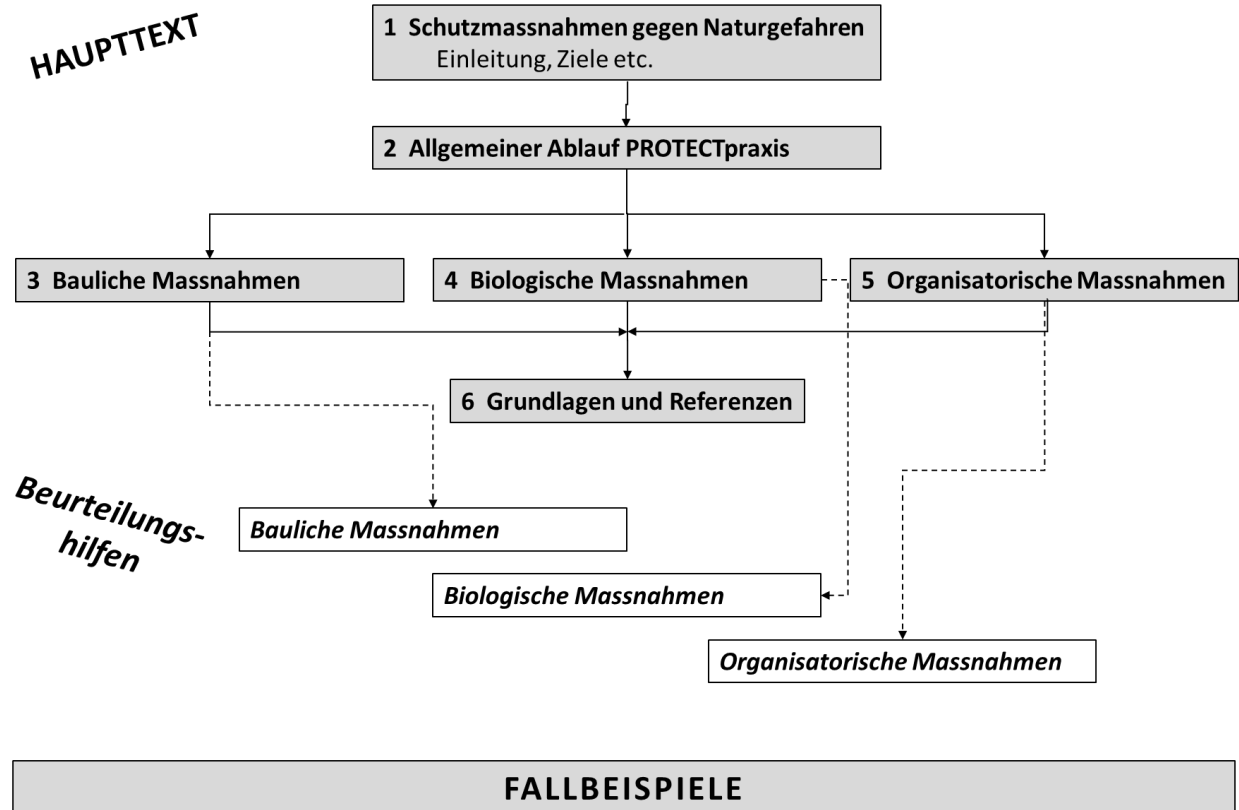 HAUPTTEXT
1 Schutzmassnahmen gegen Naturgefahren
Einleitung, Ziele etc.
2 Allgemeiner Ablauf PROTECTpraxis
3 Bauliche Massnahmen
4 Biologische Massnahmen
5 Organisatorische Massnahmen
6 Grundlagen und Referenzen
Beurteilungs-
hilfen
Bauliche Massnahmen
Biologische Massnahmen
Organisatorische Massnahmen
FALLBEISPIELE